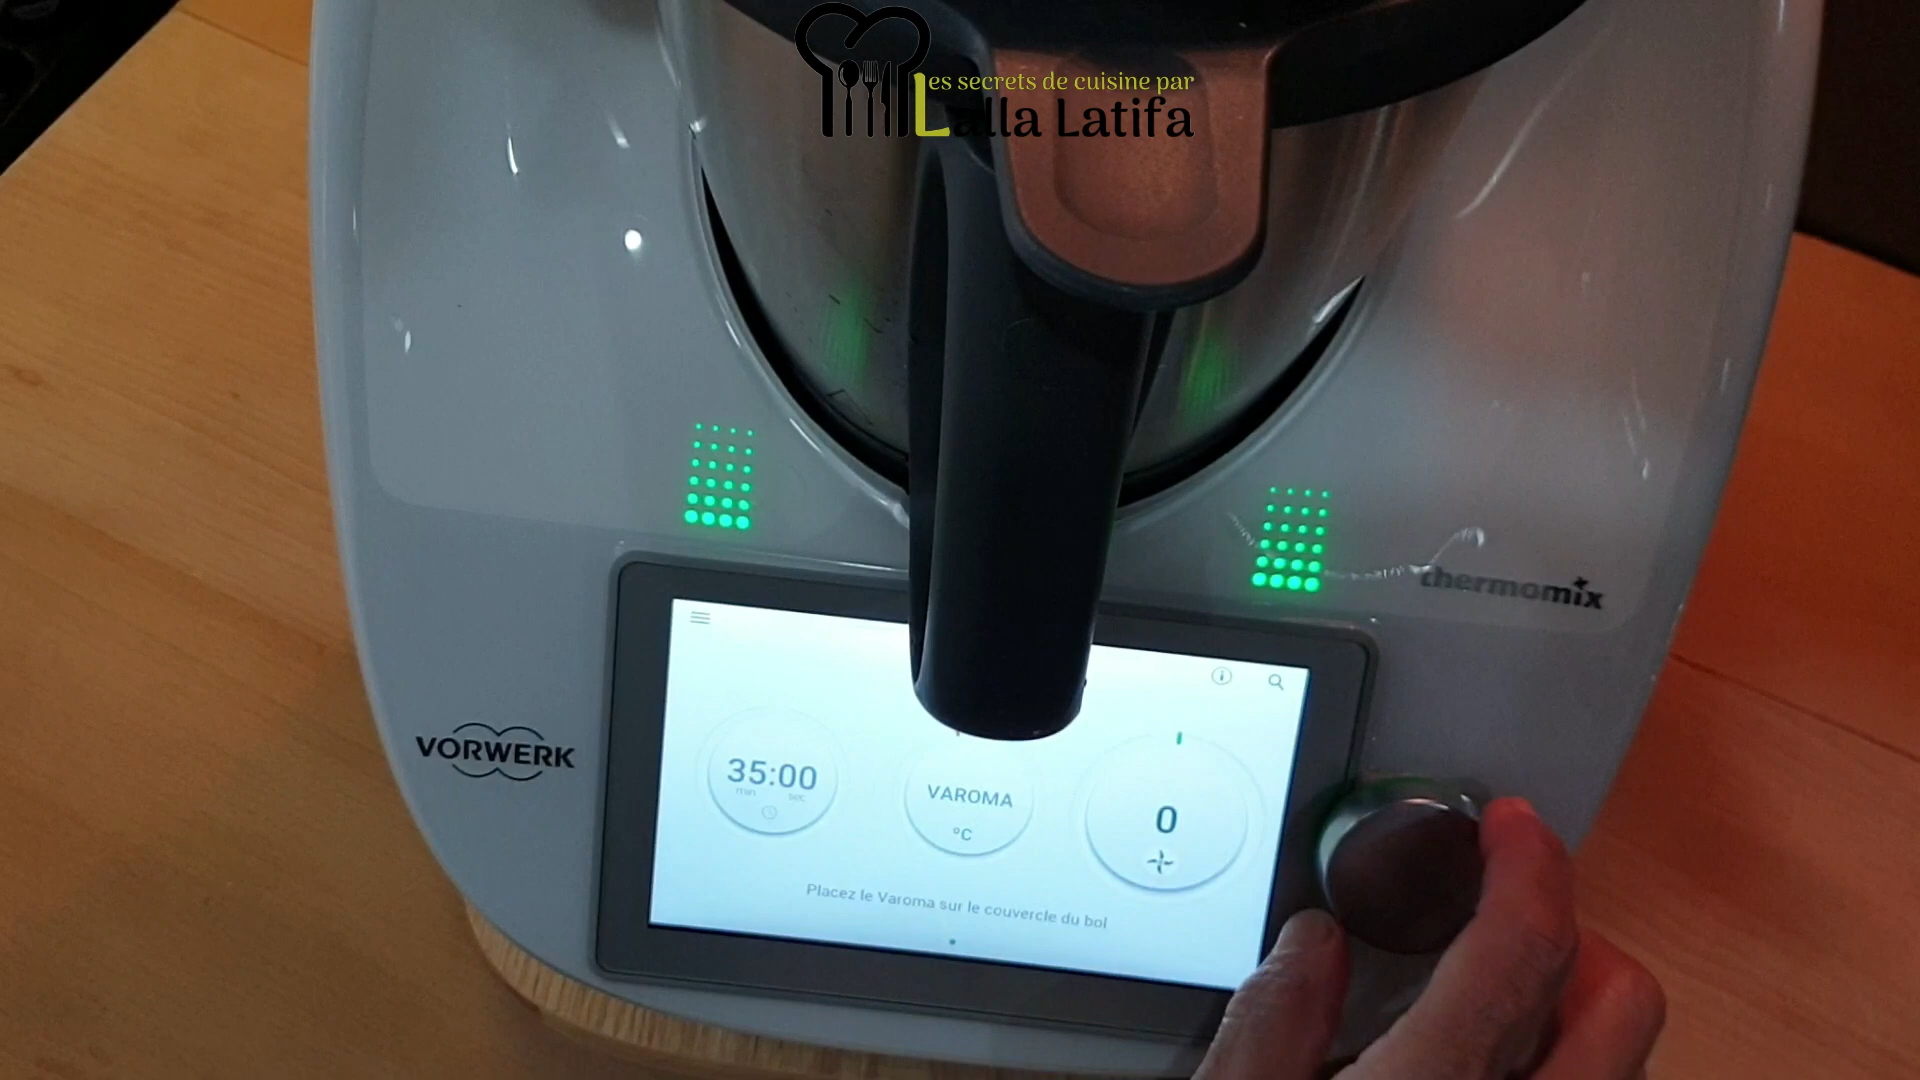 Les secrets de cuisine par
Lalla Latifa
thermomix
VORWERK
35:00
min sec
VAROMA
°C
0
Placez le Varoma sur le couvercle du bol